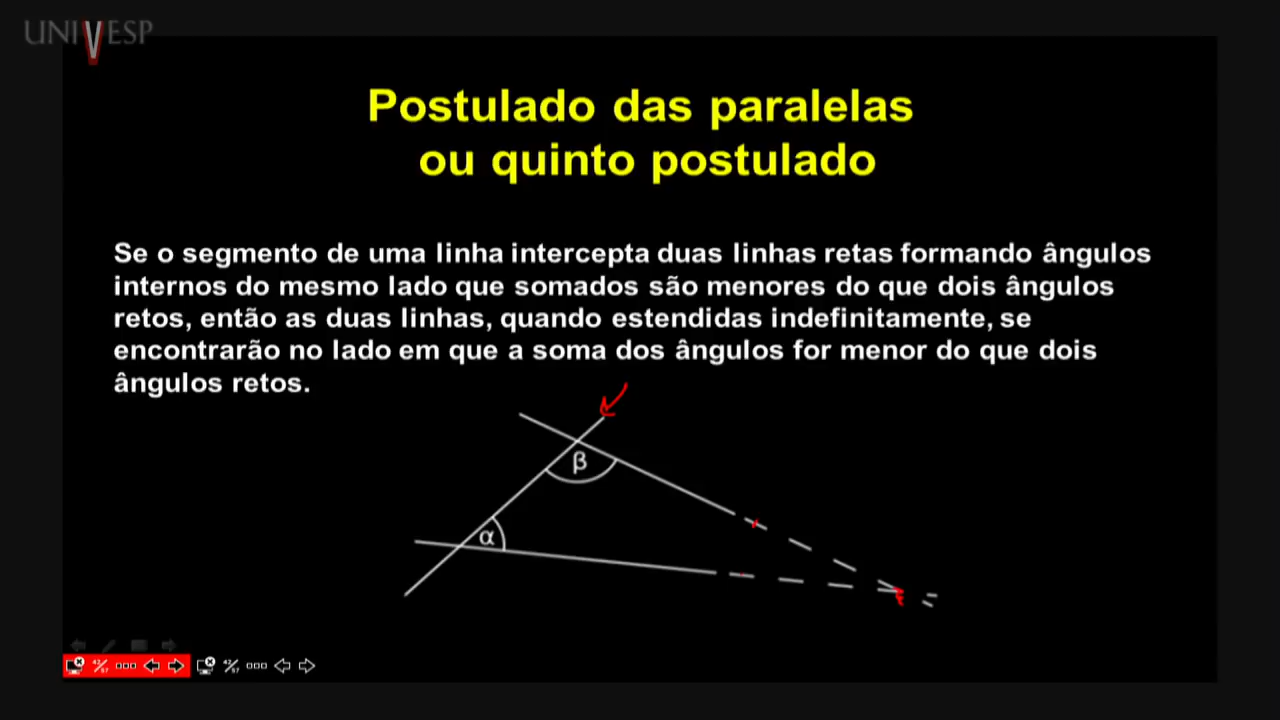 UNIVESP
Postulado das paralelas
ou quinto postulado
Se o segmento de uma linha intercepta duas linhas retas formando ângulos
internos do mesmo lado que somados são menores do que dois ângulos
retos, então as duas linhas, quando estendidas indefinitamente, se
encontrarão no lado em que a soma dos ângulos for menor do que dois
ângulos retos.
β
α